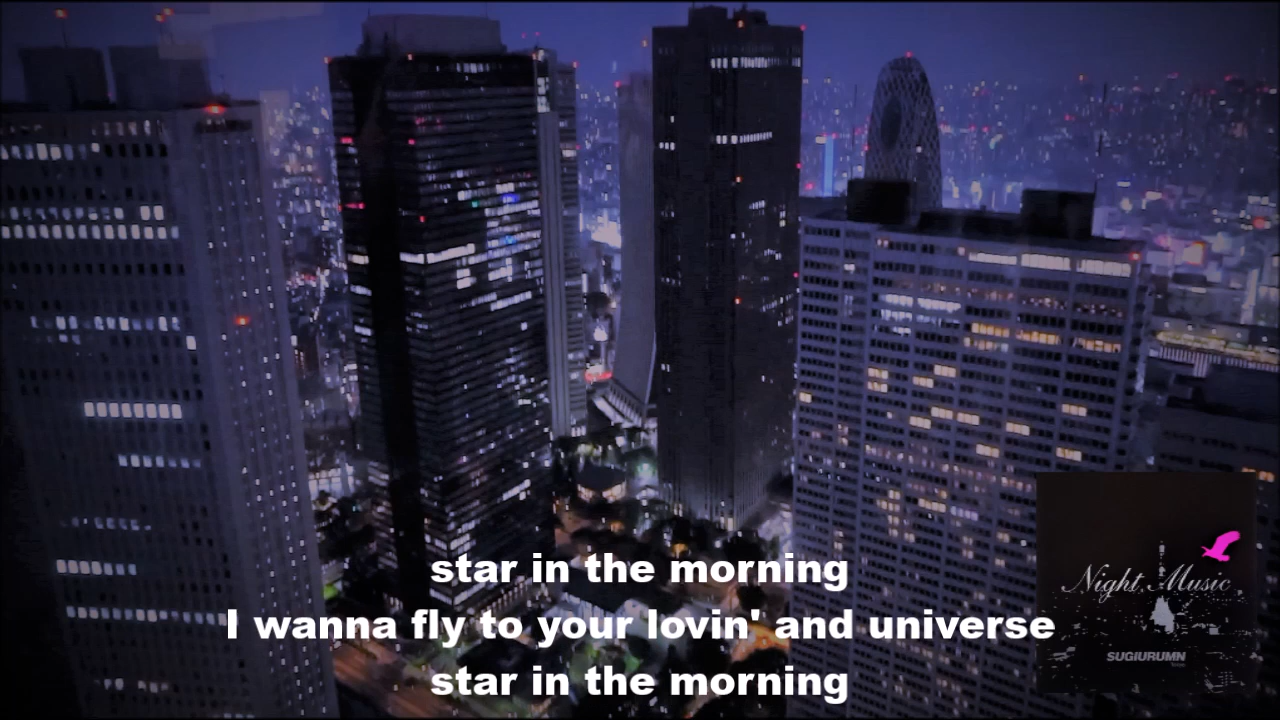 star in the morning
I wanna fly to your lovin' and universe
star in the morning
Night Music
SUGIURUMN